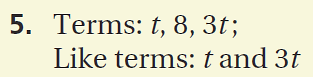 5. Terms: t, 8, 3t;
Like terms: t and 3t